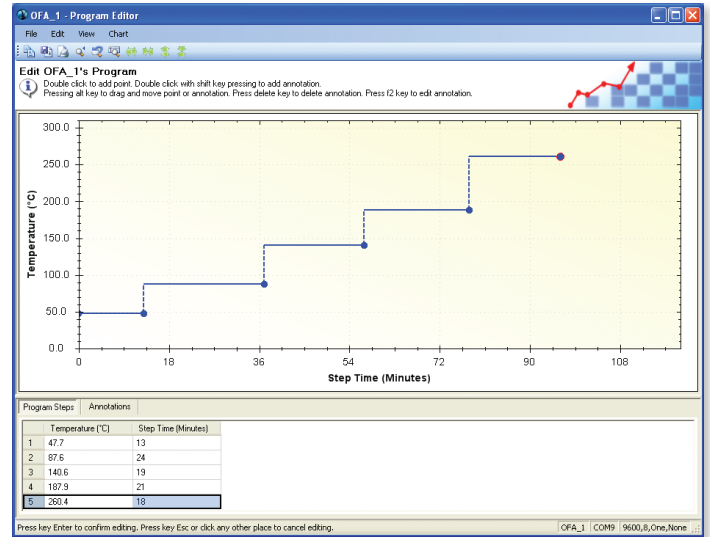 OFA_1 - Program Editor
File Edit View Chart
Edit OFA_1's Program
Double click to add point. Double click with shift key pressing to add annotation.
Pressing alt key to drag and move point or annotation. Press delete key to delete annotation. Press f2 key to edit annotation.
300.0
250.0
200.0
150.0
100.0
50.0
0.0
Temperature (°C)
0 18 36 54 72 90 108
Step Time (Minutes)
Program Steps Annotations
Temperature (°C) Step Time (Minutes)
1 47.7 13
2 87.6 24
3 140.6 19
4 187.9 21
5 260.4 18
Press key Enter to confirm editing. Press key Esc or click any other place to cancel editing. OFA_1 COM9 9600,8,One,None